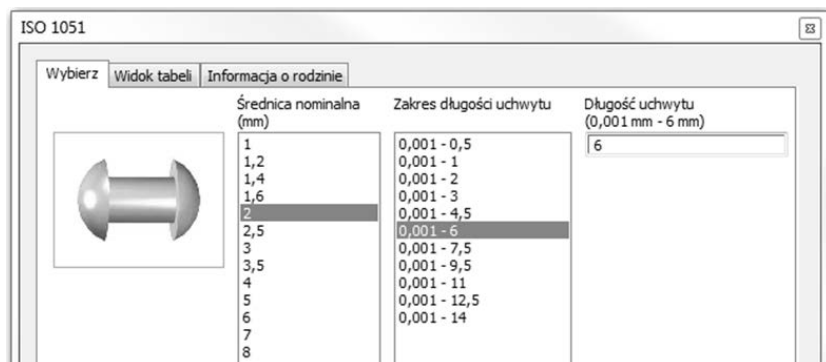 ISO 1051
Wybierz
Widok tabeli
Informacja o rodzinie
Średnica nominalna
(mm)
1
1,2
1,4
1,6
2
2,5
3
3,5
4
5
6
7
8
Zakres długości uchwytu
0,001 - 0,5
0,001 - 1
0,001 - 2
0,001 - 3
0,001 - 4,5
0,001 - 6
0,001 - 7,5
0,001 - 9,5
0,001 - 11
0,001 - 12,5
0,001 - 14
Długość uchwytu
(0,001 mm - 6 mm)
6